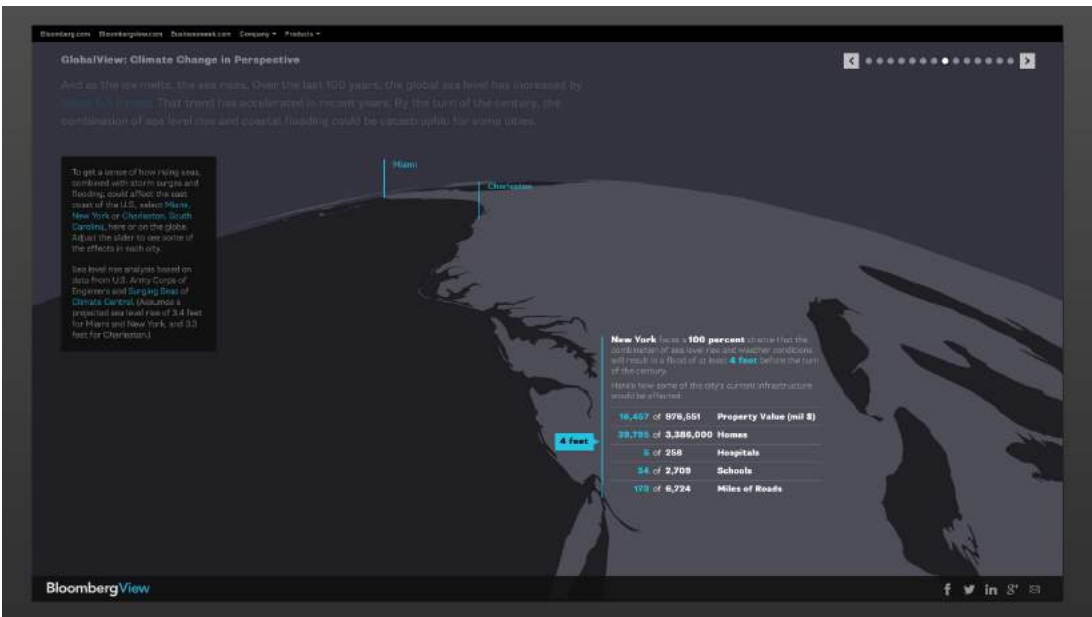 Bloomberg.com Bloombergview.com Businessweek.com Company Products
GlobalView: Climate Change in Perspective
And as the ice melts, the sea rises. Over the last 100 years, the global sea level has increased by
about 6.7 inches. That trend has accelerated in recent years. By the turn of the century, the
combination of sea level rise and coastal flooding could be catastrophic for some cities.
To get a sense of how rising seas,
combined with storm surges and
flooding, could affect the east
coast of the U.S., select Miami,
New York or Charleston, South
Carolina, here or on the globe.
Adjust the slider to see some of
the effects in each city.
Sea level rise analysis based on
data from U.S. Army Corps of
Engineers and Surging Seas of
Climate Central. (Assumes a
projected sea level rise of 3.4 feet
for Miami and New York, and 3.3
feet for Charleston.)
Miami
Charleston
New York faces a 100 percent chance that the
combination of sea level rise and weather conditions
will result in a flood of at least 4 feet before the turn
of the century.
Here's how some of the city's current infrastructure
would be affected:
16,457 of 976,551 Property Value (mil $)
39,795 of 3,386,000 Homes
4 feet
5 of 258 Hospitals
34 of 2,709 Schools
173 of 6,724 Miles of Roads
BloombergView